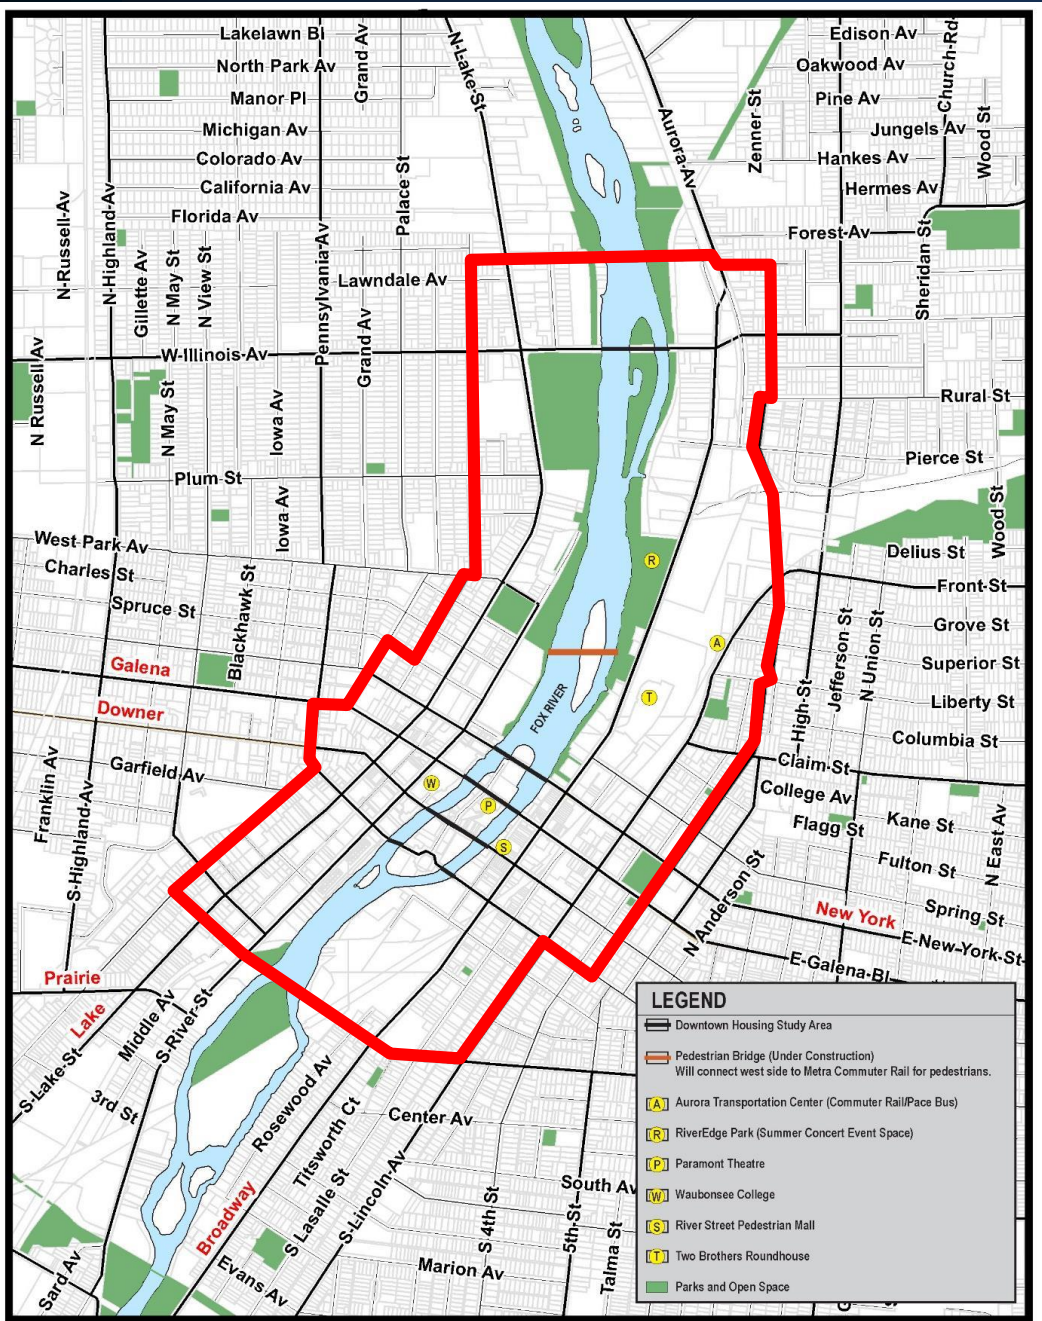 Lakelawn Bl
North Park Av
Manor Pl
Michigan Av
Colorado Av
California Av
Florida Av
Grand Av
N-Lake-St
Palace St
Aurora-Av
Edison Av
Oakwood Av
Pine Av
Jungels Av
Hankes Av
Hermes Av
Forest-Av
Zenner St
Church-Rd
Wood St
Sheridan St
N-Russell-Av
N-Highland-Av
Gillette Av
N May St
N View St
Pennsylvania-Av
Lawndale Av
Grand Av
W-Illinois-Av
N Russell Av
N May St
Iowa Av
Rural St
Pierce St
Plum St
Iowa Av
Wood St
West Park Av
Charles St
Spruce St
Blackhawk St
Delius St
Front-St
Grove St
Superior St
Liberty St
Columbia St
Jefferson St
N Union St
High-St
Galena
Downer
Garfield-Av
Franklin Av
S-Highland-Av
R
A
T
FOX RIVER
W
P
S
Claim-St
College Av
Flagg St
Kane St
Fulton St
Spring St
N East Av
N Anderson St
New York
E-New-York-St
E-Galena-Bl
Prairie
Lake
Middle Av
S-River-St
S-Lake-St
3rd St
Rosewood Av
Titsworth Ct
Center Av
S Lasalle St
S-Lincoln-Av
Broadway
Evans Av
Sard Av
S 4th St
5th-St
South Av
Talma St
Marion Av
LEGEND
Downtown Housing Study Area
Pedestrian Bridge (Under Construction)
Will connect west side to Metra Commuter Rail for pedestrians.
A Aurora Transportation Center (Commuter Rail/Pace Bus)
R RiverEdge Park (Summer Concert Event Space)
P Paramont Theatre
W Waubonsee College
S River Street Pedestrian Mall
T Two Brothers Roundhouse
Parks and Open Space